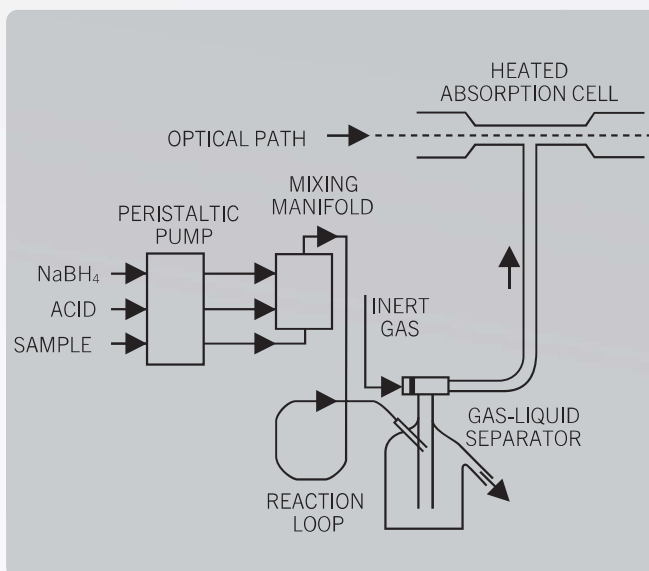 HEATED
ABSORPTION CELL
OPTICAL PATH
MIXING
MANIFOLD
PERISTALTIC
PUMP
NaBH₄
ACID
SAMPLE
INERT
GAS
GAS-LIQUID
SEPARATOR
REACTION
LOOP